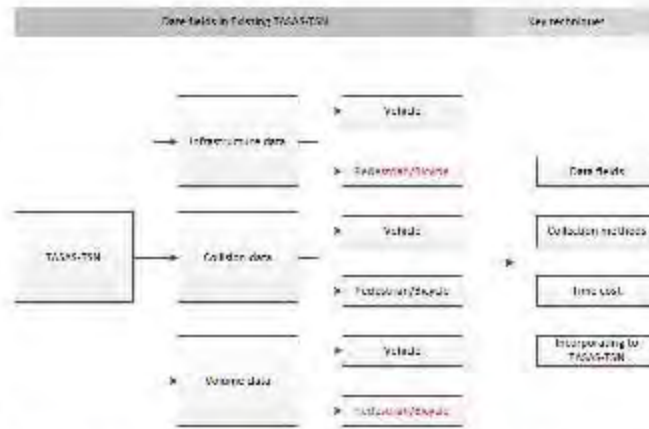 Data fields in Existing TASAS-TSN
Key techniques
Vehicle
Infrastructure data
Pedestrian/Bicycle
Data fields
Vehicle
Collection methods
TASAS-TSN
Collision data
Pedestrian/Bicycle
Time cost
Vehicle
Incorporating to
TASAS-TSN
Volume data
Pedestrian/Bicycle